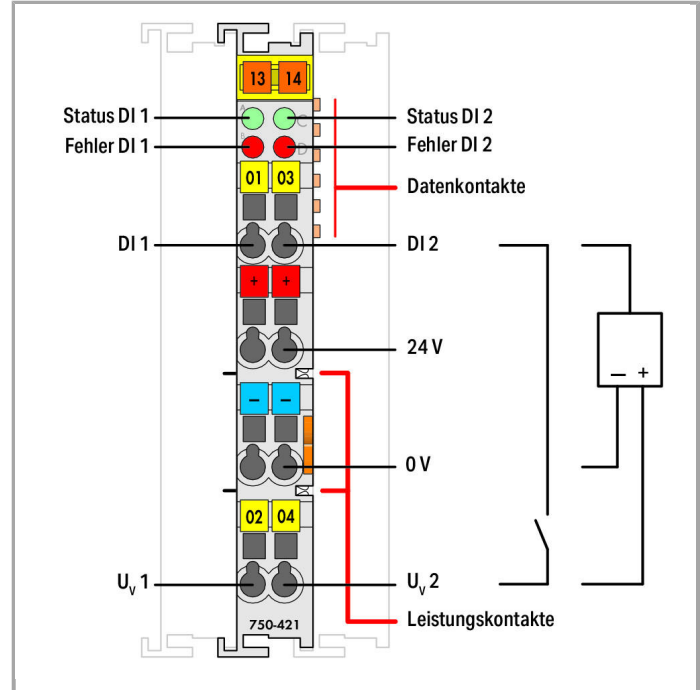 13 14
A C
Status DI 1 Status DI 2
B D
Fehler DI 1 Fehler DI 2
01 03
Datenkontakte
DI 1 DI 2
+ +
24 V
– +
– –
0 V
02 04
Uᵥ 1 Uᵥ 2
750-421
Leistungskontakte